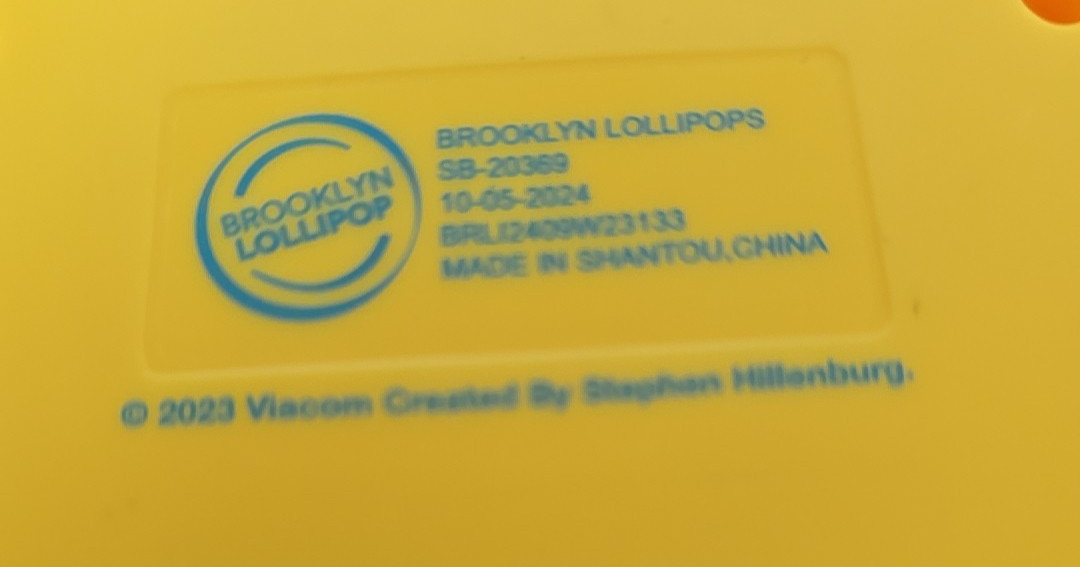 BROOKLYN
LOLLIPOP
BROOKLYN LOLLIPOPS
SB-20369
10-05-2024
BRLI2409W23133
MADE IN SHANTOU,CHINA
© 2023 Viacom Created By Stephen Hillenburg.